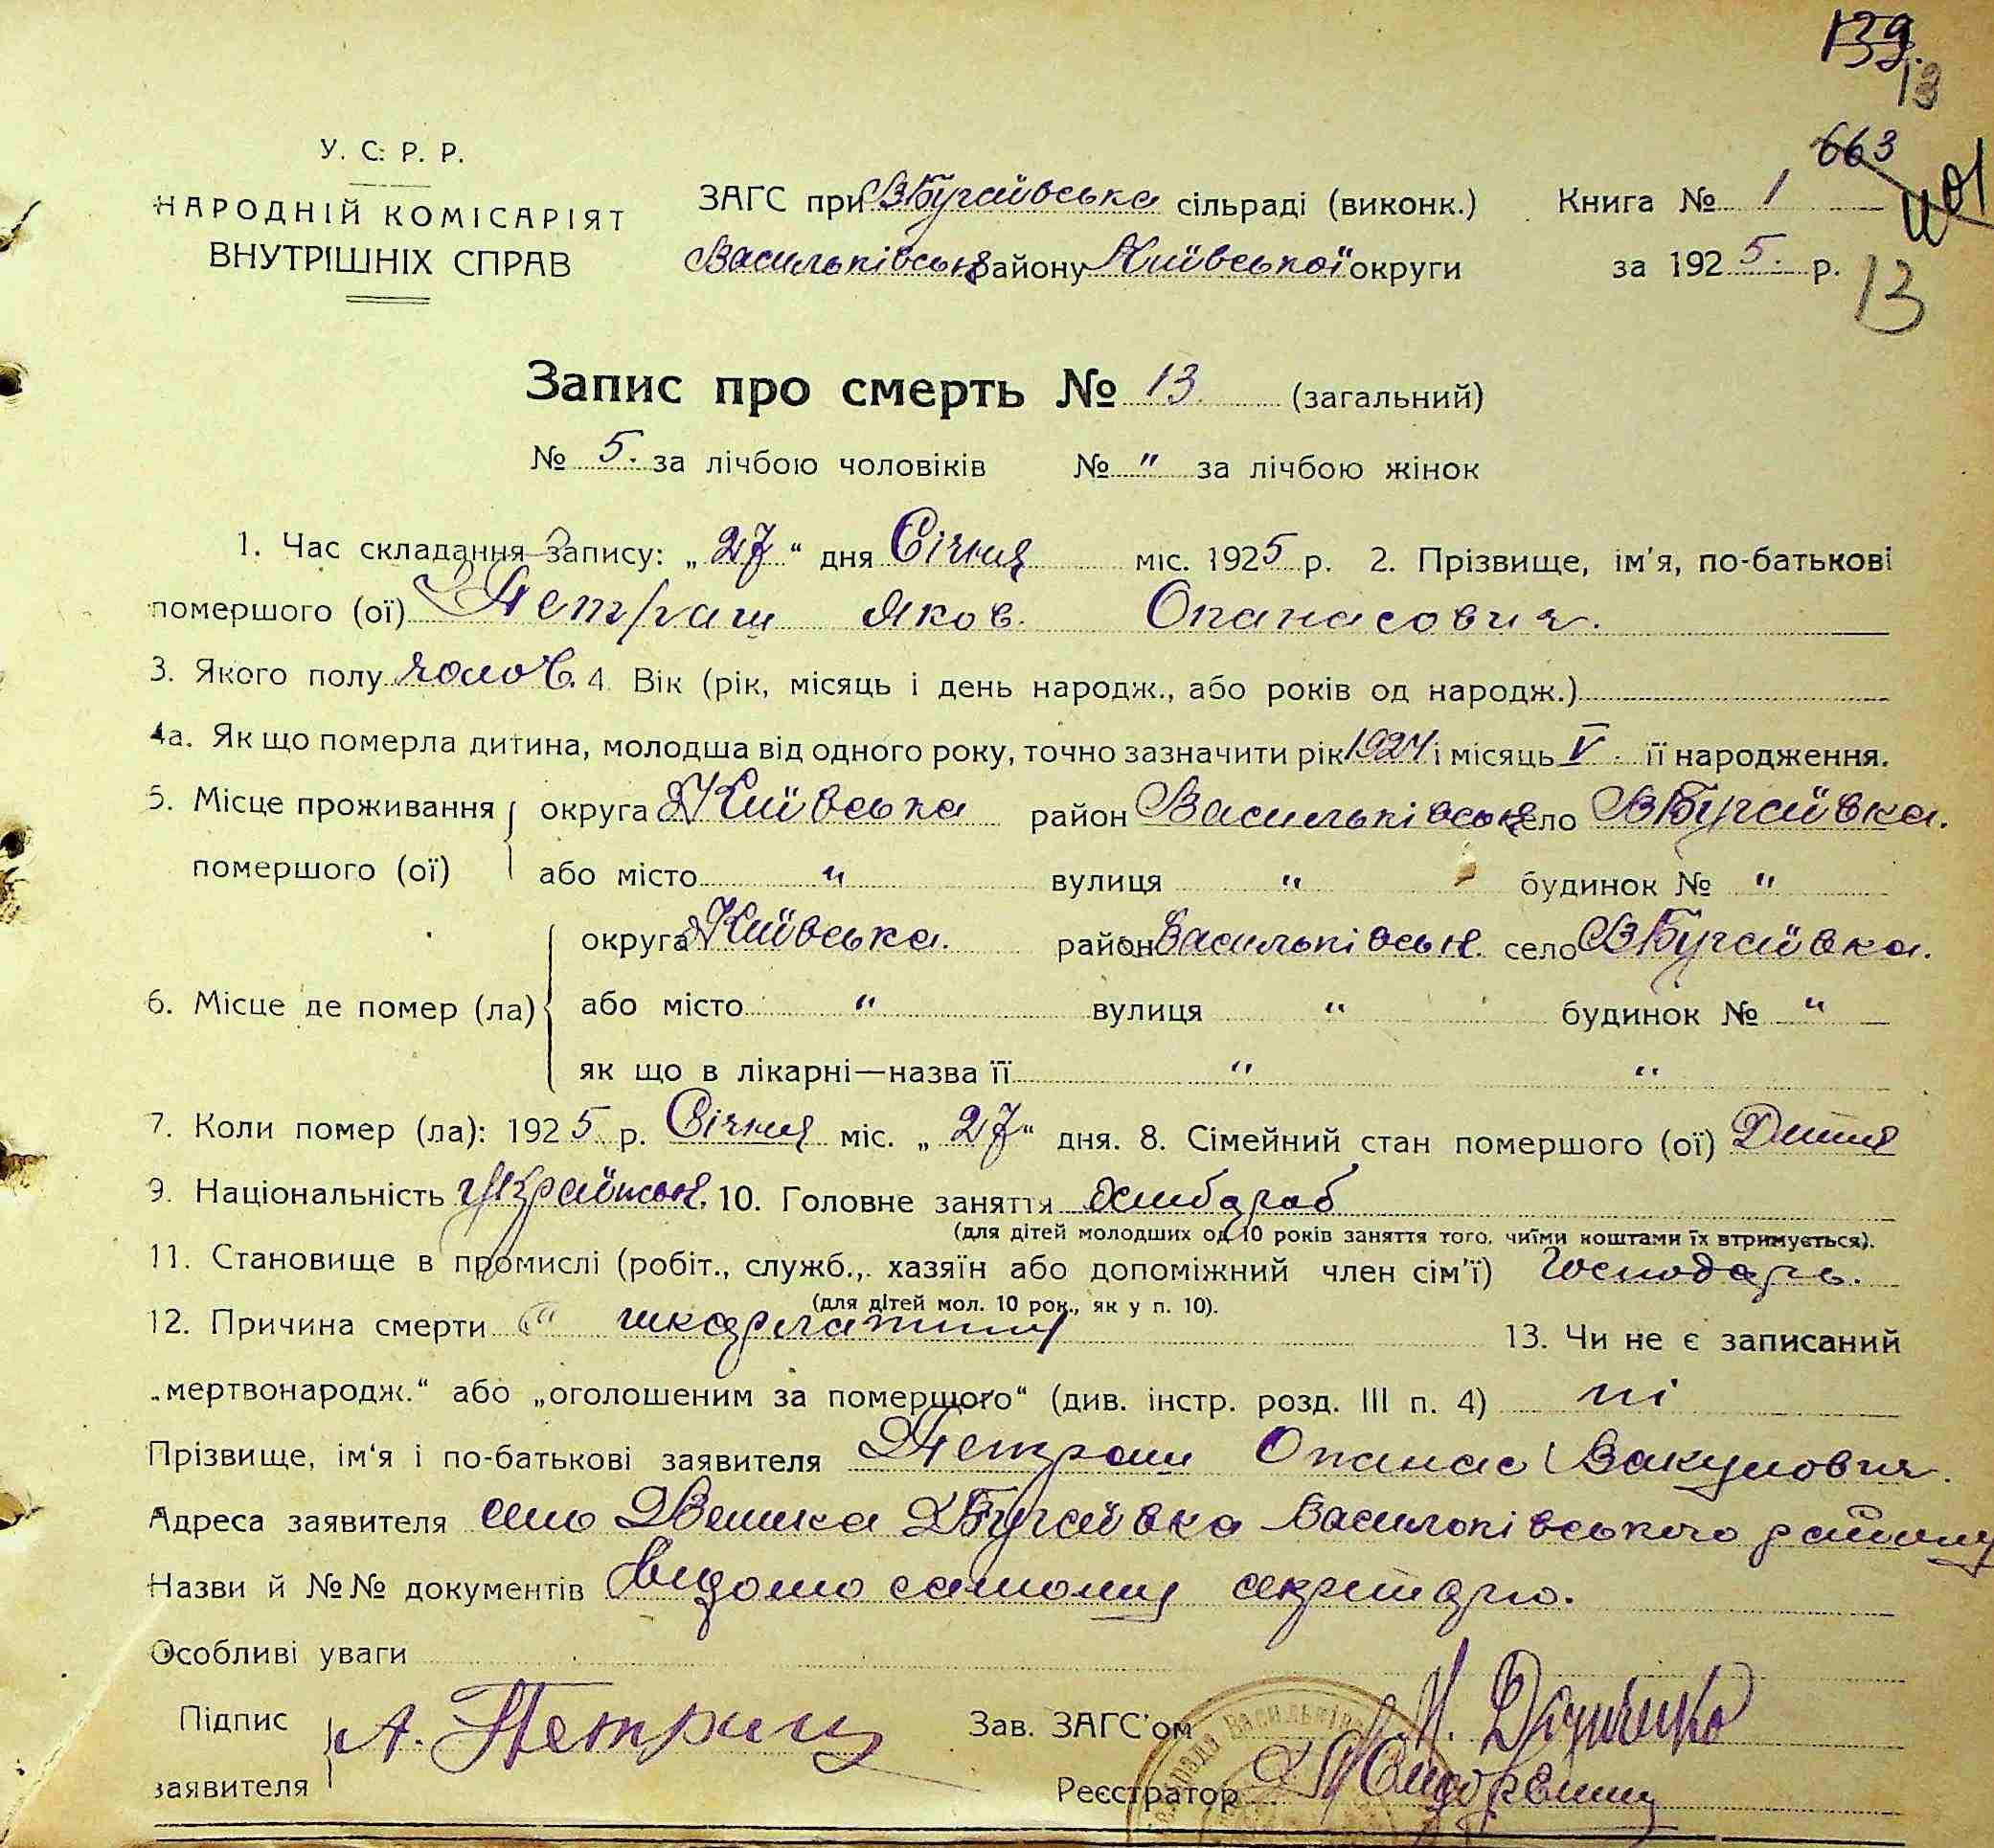 139.
13
663
401
У. С. Р. Р.
НАРОДНІЙ КОМІСАРІЯТ
ВНУТРІШНІХ СПРАВ
ЗАГС при ВБугаївська сільраді (виконк.)
Васильківськ району Київської округи
Книга № 1
за 1925. р.
13
Запис про смерть № 13. (загальний)
№ 5. за лічбою чоловіків № " за лічбою жінок
1. Час складання запису: „27“ дня Січня міс. 1925 р. 2. Прізвище, ім'я, по-батькові
помершого (ої) Петраш Яков Опанасович.
3. Якого полу чолов. 4. Вік (рік, місяць і день народж., або років од народж.)
4а. Як що померла дитина, молодша від одного року, точно зазначити рік 1924 і місяць V. її народження.
5. Місце проживання округа Київська район Васильківськ село ВБугаївка.
помершого (ої) або місто " вулиця " будинок № "
округа Київська. район Васильківськ. село ВБугаївка.
6. Місце де помер (ла) або місто " вулиця " будинок № "
як що в лікарні—назва її " "
7. Коли помер (ла): 1925 р. Січня міс. „27“ дня. 8. Сімейний стан помершого (ої) Дитя
9. Національність Українськ. 10. Головне заняття хлібароб
(для дітей молодших од 10 років заняття того, чиїми коштами їх втримується).
11. Становище в промислі (робіт., служб., хазяїн або допоміжний член сім'ї) Господарь.
(для дітей мол. 10 рок., як у п. 10).
12. Причина смерти " шкарлатини 13. Чи не є записаний
„мертвонародж.“ або „оголошеним за померщого“ (див. інстр. розд. III п. 4) ні
Прізвище, ім'я і по-батькові заявителя Петраш Опанас Вакумович.
Адреса заявителя село Велика Бугаївка Васильківського району
Назви й №№ документів Відомо самому секретарю.
Особливі уваги
Підпис
заявителя А. Петраш
Зав. ЗАГС'ом
Реєстратор